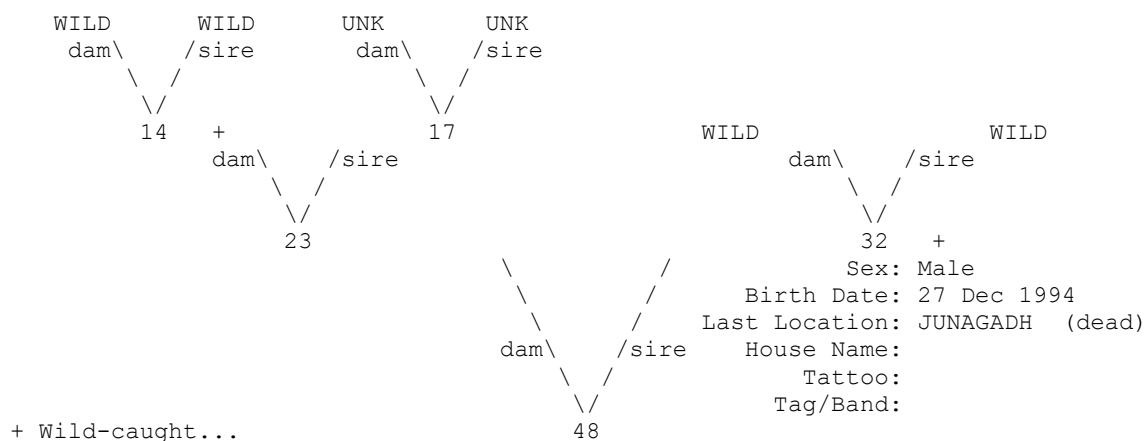 WILD WILD UNK UNK
dam\ /sire dam\ /sire
\ / \ /
\/ \/
14 + 17 WILD WILD
dam\ /sire dam\ /sire
\ / \ /
\/ \/
23 32 +
\ / Sex: Male
\ / Birth Date: 27 Dec 1994
\ / Last Location: JUNAGADH (dead)
dam\ /sire House Name:
\ / Tattoo:
\/ Tag/Band:
+ Wild-caught... 48